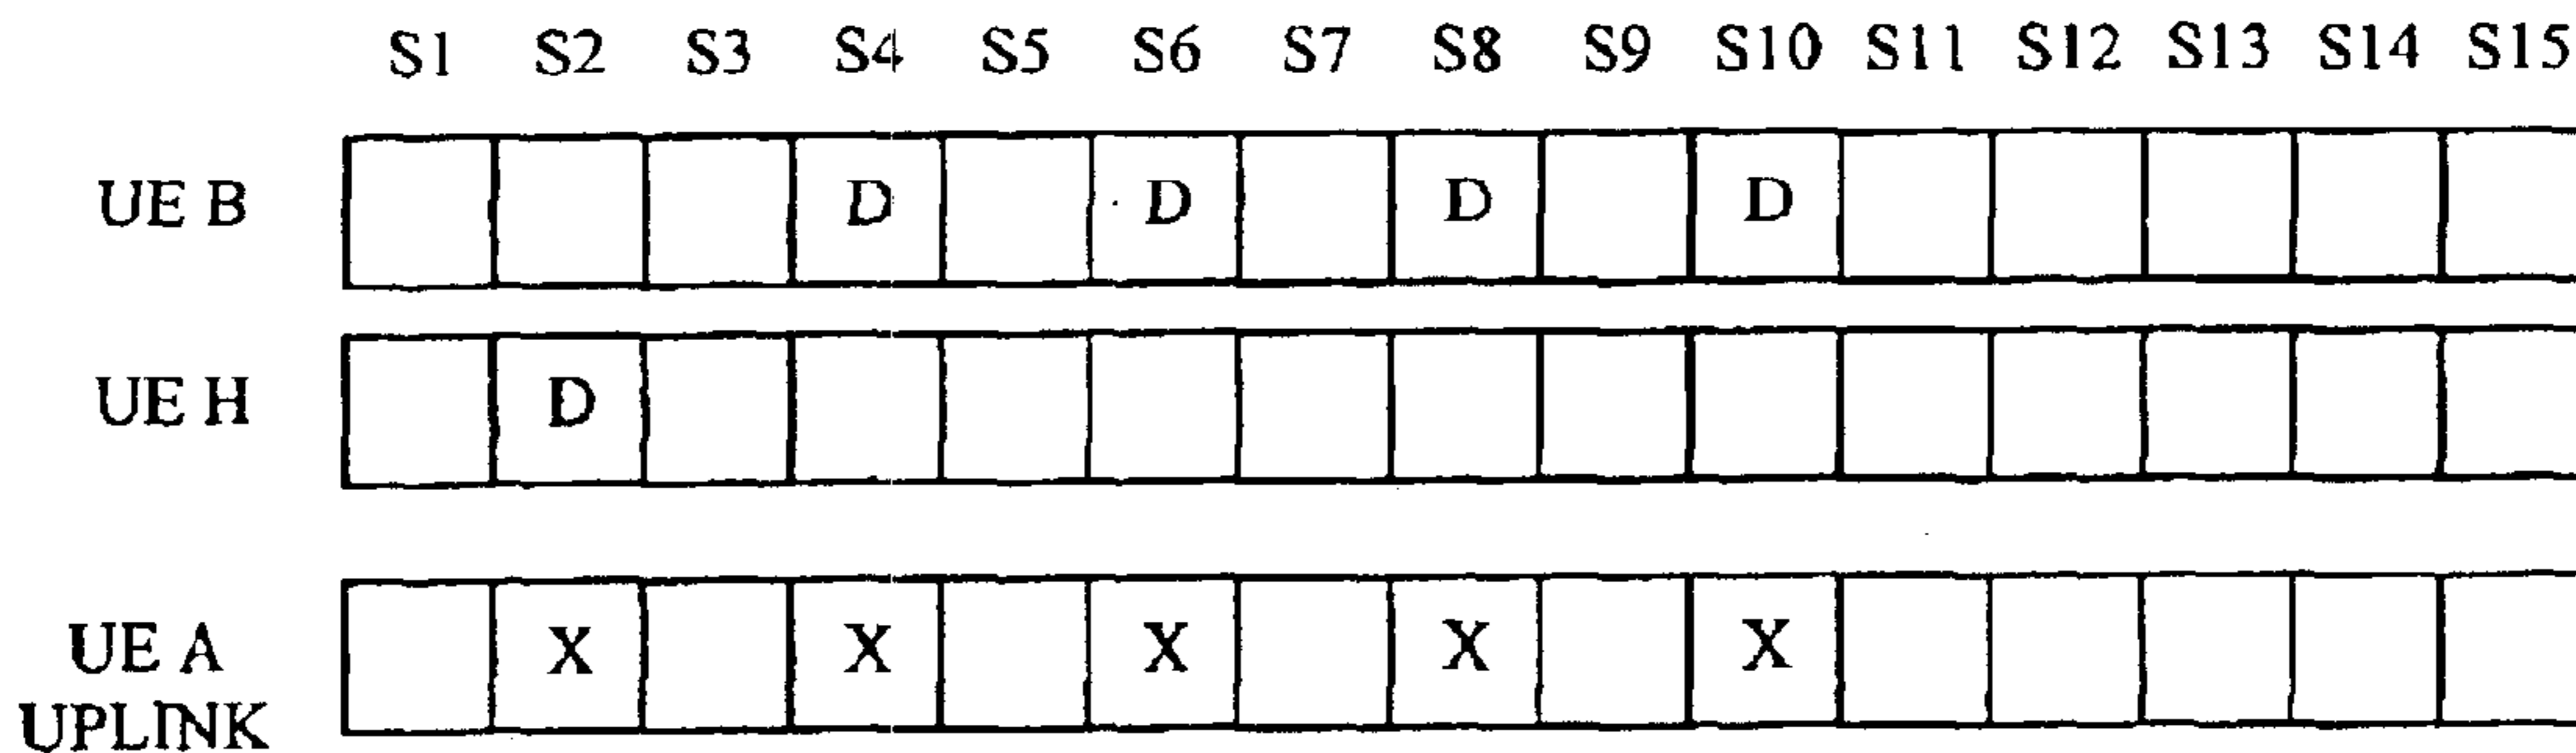 S1 S2 S3 S4 S5 S6 S7 S8 S9 S10 S11 S12 S13 S14 S15
UE B D D D D
UE H D
UE A X X X X X
UPLINK